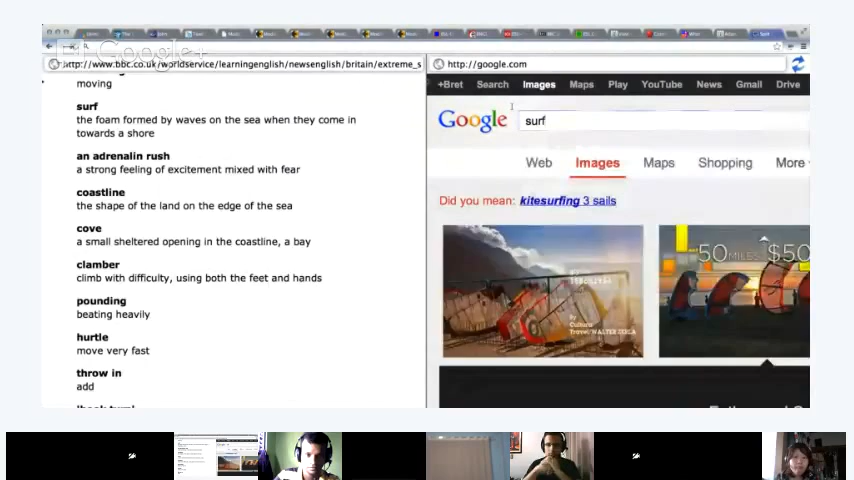 Google+
http://www.bbc.co.uk/worldservice/learningenglish/newsenglish/britain/extreme_s
http://google.com
moving
surf
the foam formed by waves on the sea when they come in
towards a shore
an adrenalin rush
a strong feeling of excitement mixed with fear
coastline
the shape of the land on the edge of the sea
cove
a small sheltered opening in the coastline, a bay
clamber
climb with difficulty, using both the feet and hands
pounding
beating heavily
hurtle
move very fast
throw in
add
+Bret Search Images Maps Play YouTube News Gmail Drive
Google
surf
Web Images Maps Shopping More
Did you mean: kitesurfing 3 sails
50 MILES $50